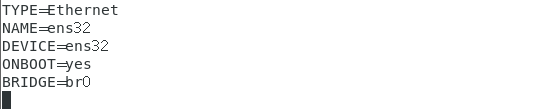 TYPE=Ethernet
NAME=ens32
DEVICE=ens32
ONBOOT=yes
BRIDGE=br0